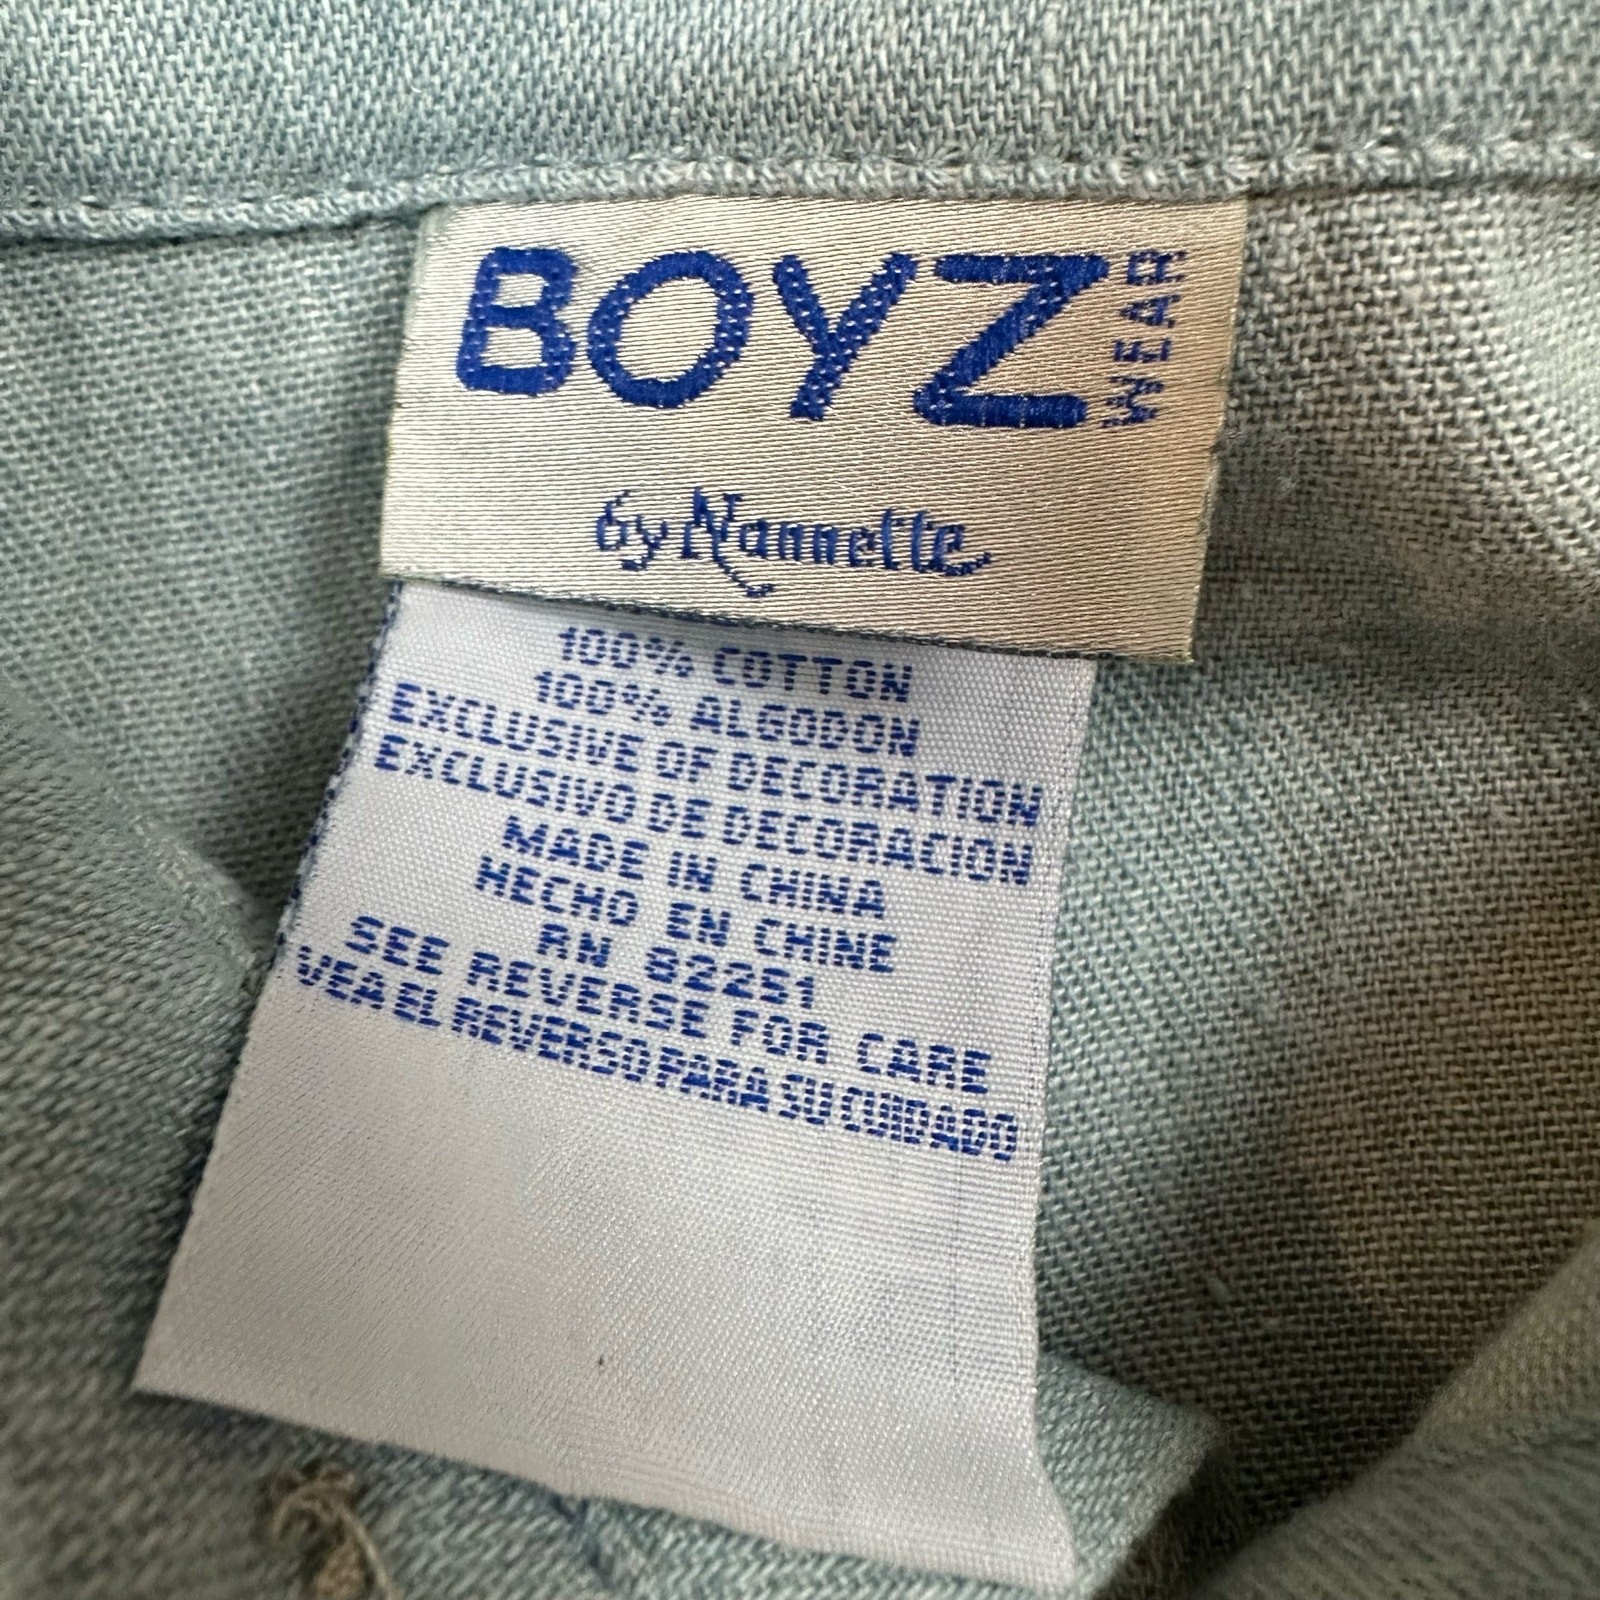 BOYZ WEAR
by Nannette
100% COTTON
100% ALGODON
EXCLUSIVE OF DECORATION
EXCLUSIVO DE DECORACION
MADE IN CHINA
HECHO EN CHINE
RN 82251
SEE REVERSE FOR CARE
VEA EL REVERSO PARA SU CUIDADO